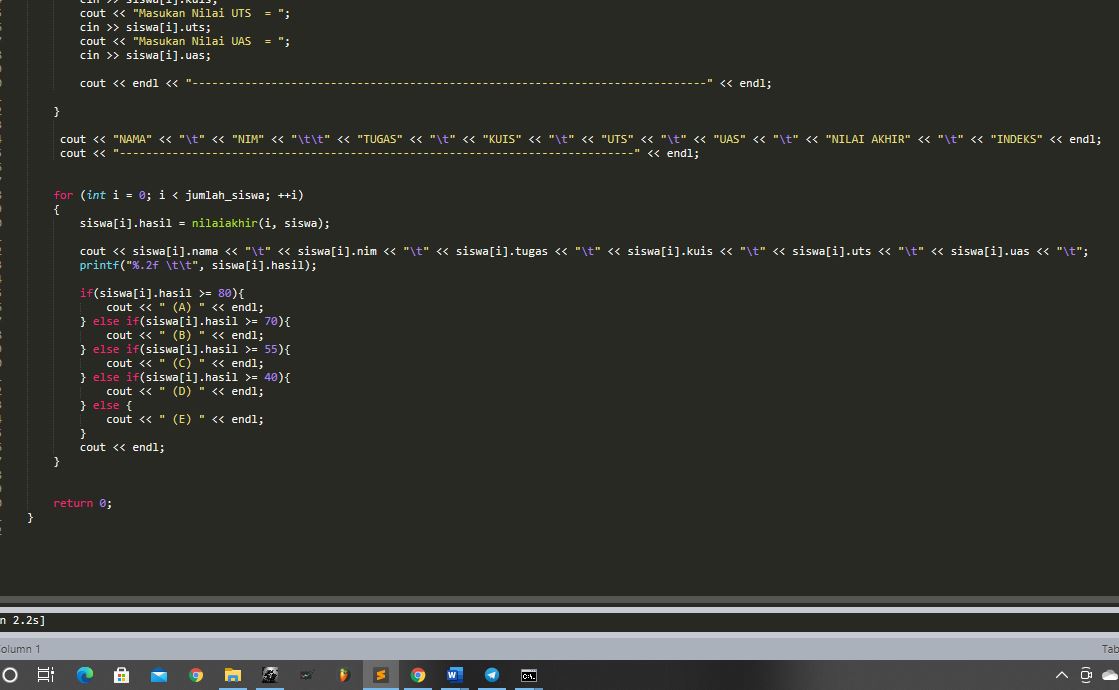 cin >> siswa[i].kuis;
cout << "Masukan Nilai UTS  = ";
cin >> siswa[i].uts;
cout << "Masukan Nilai UAS  = ";
cin >> siswa[i].uas;
cout << endl << "------------------------------------------------------------------------------" << endl;
}
cout << "NAMA" << "\t" << "NIM" << "\t\t" << "TUGAS" << "\t" << "KUIS" << "\t" << "UTS" << "\t" << "UAS" << "\t" << "NILAI AKHIR" << "\t" << "INDEKS" << endl;
cout << "------------------------------------------------------------------------------" << endl;
for (int i = 0; i < jumlah_siswa; ++i)
{
siswa[i].hasil = nilaiakhir(i, siswa);
cout << siswa[i].nama << "\t" << siswa[i].nim << "\t" << siswa[i].tugas << "\t" << siswa[i].kuis << "\t" << siswa[i].uts << "\t" << siswa[i].uas << "\t";
printf("%.2f \t\t", siswa[i].hasil);
if(siswa[i].hasil >= 80){
cout << " (A) " << endl;
} else if(siswa[i].hasil >= 70){
cout << " (B) " << endl;
} else if(siswa[i].hasil >= 55){
cout << " (C) " << endl;
} else if(siswa[i].hasil >= 40){
cout << " (D) " << endl;
} else {
cout << " (E) " << endl;
}
cout << endl;
}
return 0;
}
n 2.2s]
olumn 1
Tab